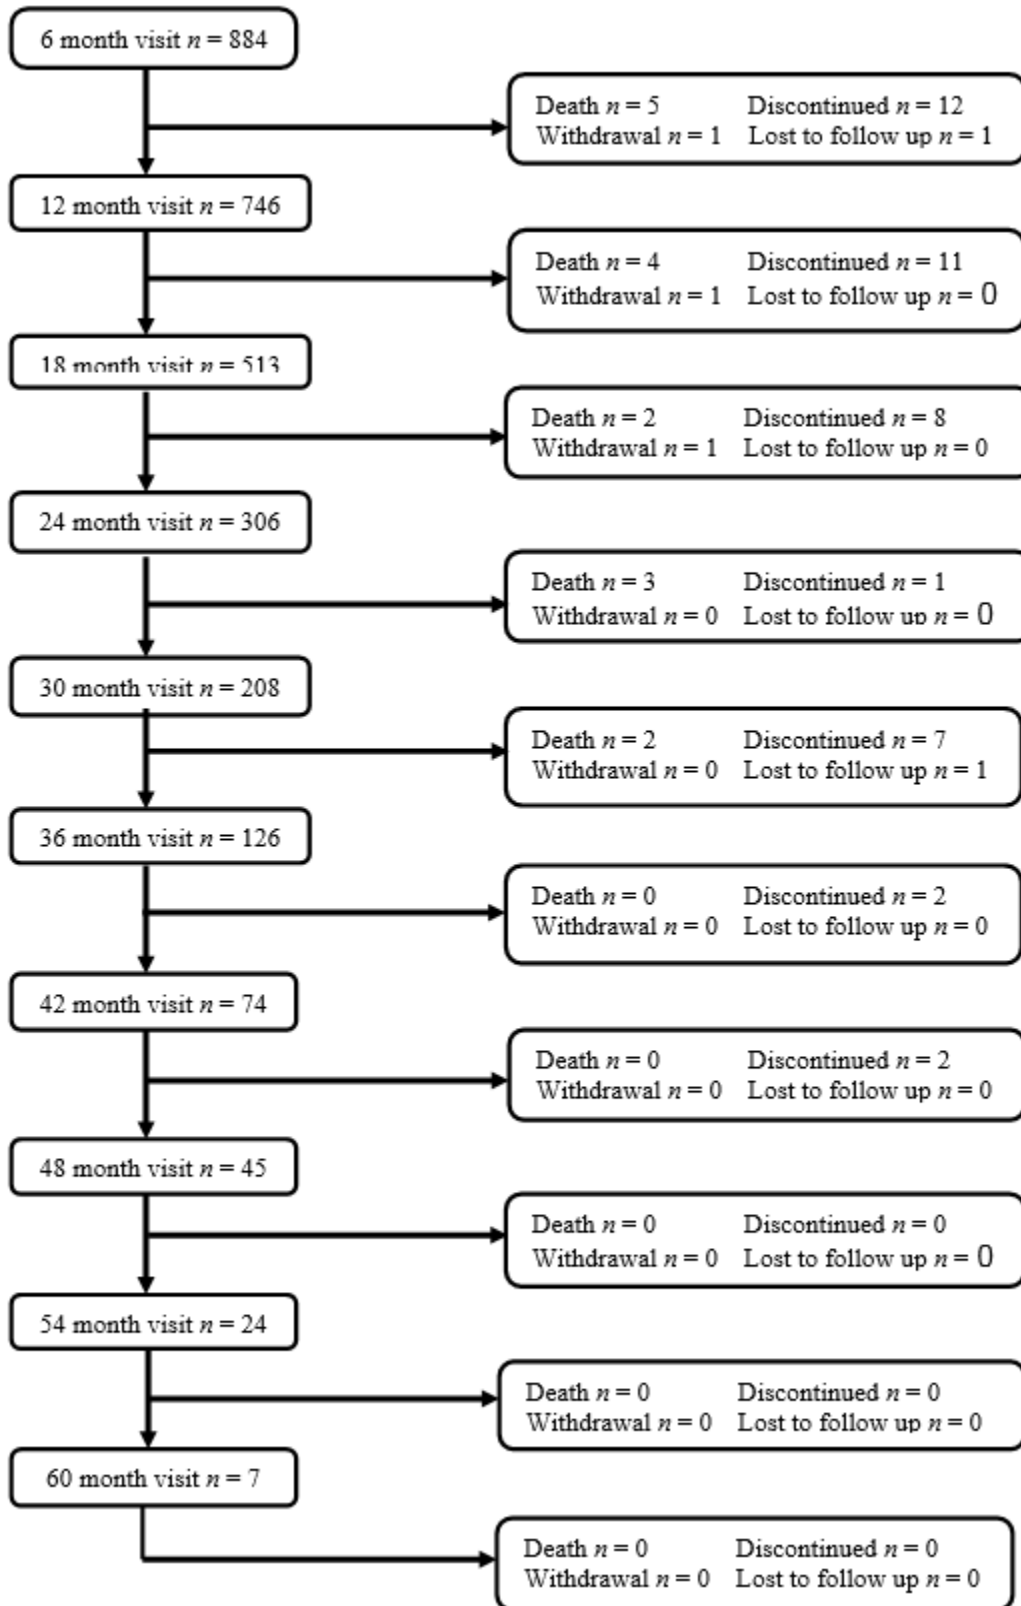 6 month visit n = 884
Death n = 5 Discontinued n = 12
Withdrawal n = 1 Lost to follow up n = 1
12 month visit n = 746
Death n = 4 Discontinued n = 11
Withdrawal n = 1 Lost to follow up n = 0
18 month visit n = 513
Death n = 2 Discontinued n = 8
Withdrawal n = 1 Lost to follow up n = 0
24 month visit n = 306
Death n = 3 Discontinued n = 1
Withdrawal n = 0 Lost to follow up n = 0
30 month visit n = 208
Death n = 2 Discontinued n = 7
Withdrawal n = 0 Lost to follow up n = 1
36 month visit n = 126
Death n = 0 Discontinued n = 2
Withdrawal n = 0 Lost to follow up n = 0
42 month visit n = 74
Death n = 0 Discontinued n = 2
Withdrawal n = 0 Lost to follow up n = 0
48 month visit n = 45
Death n = 0 Discontinued n = 0
Withdrawal n = 0 Lost to follow up n = 0
54 month visit n = 24
Death n = 0 Discontinued n = 0
Withdrawal n = 0 Lost to follow up n = 0
60 month visit n = 7
Death n = 0 Discontinued n = 0
Withdrawal n = 0 Lost to follow up n = 0